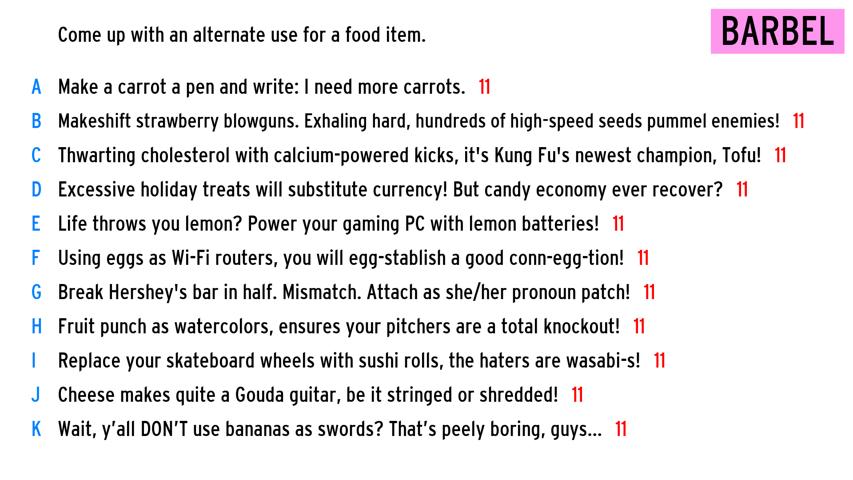 Come up with an alternate use for a food item.
BARBEL
A Make a carrot a pen and write: I need more carrots. 11
B Makeshift strawberry blowguns. Exhaling hard, hundreds of high-speed seeds pummel enemies! 11
C Thwarting cholesterol with calcium-powered kicks, it's Kung Fu's newest champion, Tofu! 11
D Excessive holiday treats will substitute currency! But candy economy ever recover? 11
E Life throws you lemon? Power your gaming PC with lemon batteries! 11
F Using eggs as Wi-Fi routers, you will egg-stablish a good conn-egg-tion! 11
G Break Hershey's bar in half. Mismatch. Attach as she/her pronoun patch! 11
H Fruit punch as watercolors, ensures your pitchers are a total knockout! 11
I Replace your skateboard wheels with sushi rolls, the haters are wasabi-s! 11
J Cheese makes quite a Gouda guitar, be it stringed or shredded! 11
K Wait, y’all DON’T use bananas as swords? That’s peely boring, guys... 11